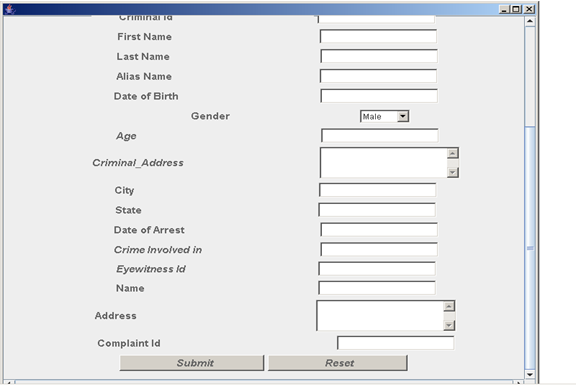 Criminal Id
First Name
Last Name
Alias Name
Date of Birth
Gender Male
Age
Criminal_Address
City
State
Date of Arrest
Crime Involved in
Eyewitness Id
Name
Address
Complaint Id
Submit Reset